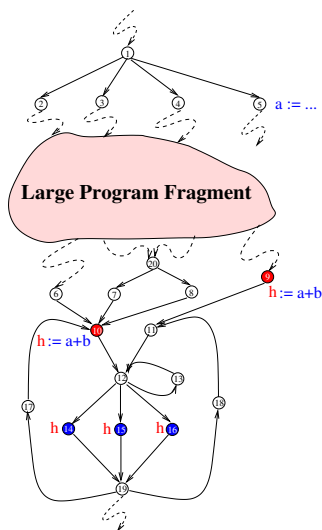 1
2 3 4 5 a := ...
Large Program Fragment
20
9
6 7 8 h := a+b
10 11
h := a+b
12 13
17 18
h 14 h 15 h 16
19